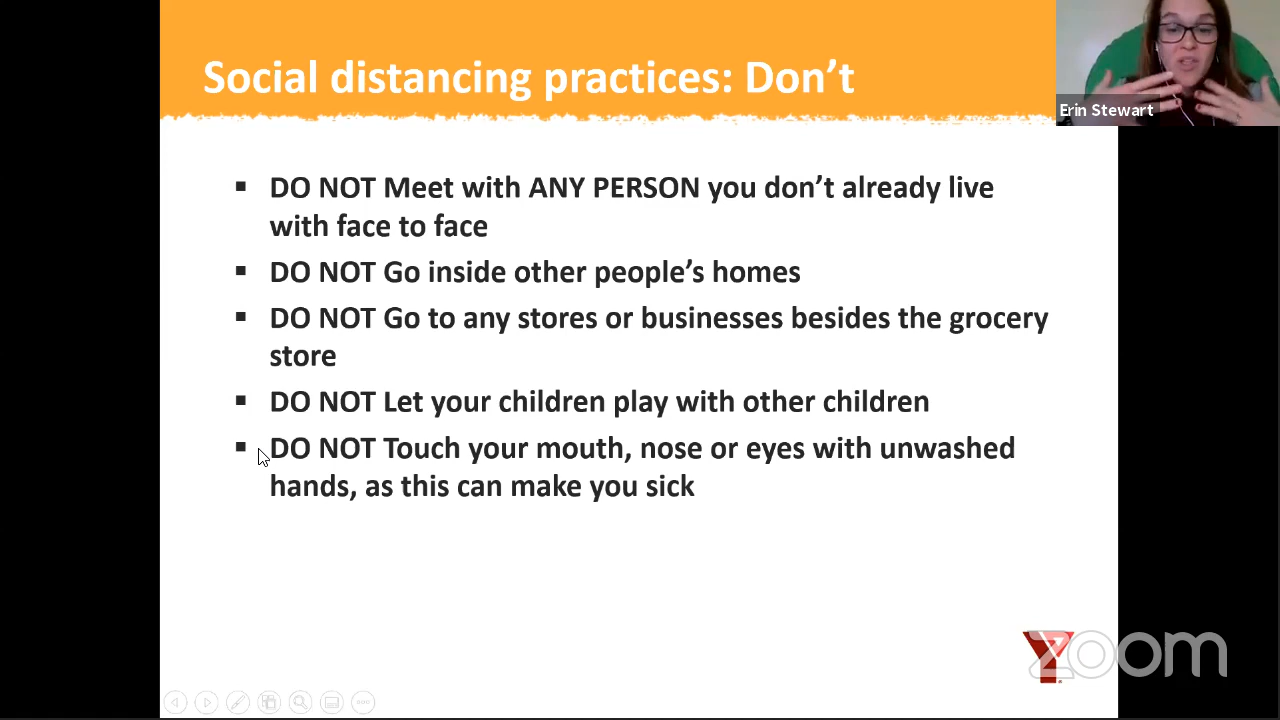 Social distancing practices: Don't
Erin Stewart
DO NOT Meet with ANY PERSON you don't already live
with face to face
DO NOT Go inside other people's homes
DO NOT Go to any stores or businesses besides the grocery
store
DO NOT Let your children play with other children
DO NOT Touch your mouth, nose or eyes with unwashed
hands, as this can make you sick
Y
zoom